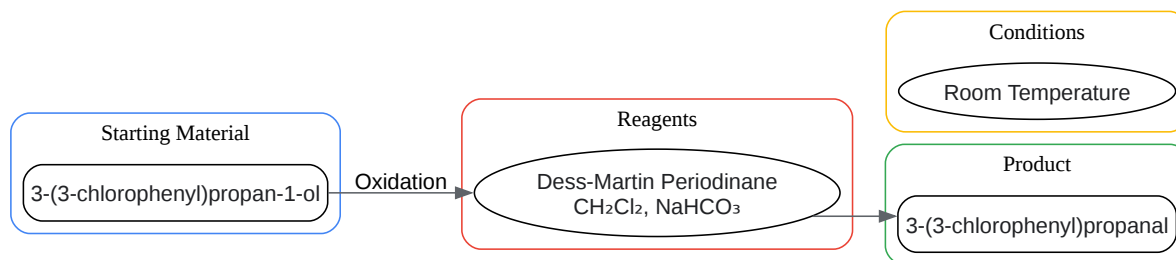 Starting Material
3-(3-chlorophenyl)propan-1-ol
Oxidation
Reagents
Dess-Martin Periodinane
CH₂Cl₂, NaHCO₃
Conditions
Room Temperature
Product
3-(3-chlorophenyl)propanal